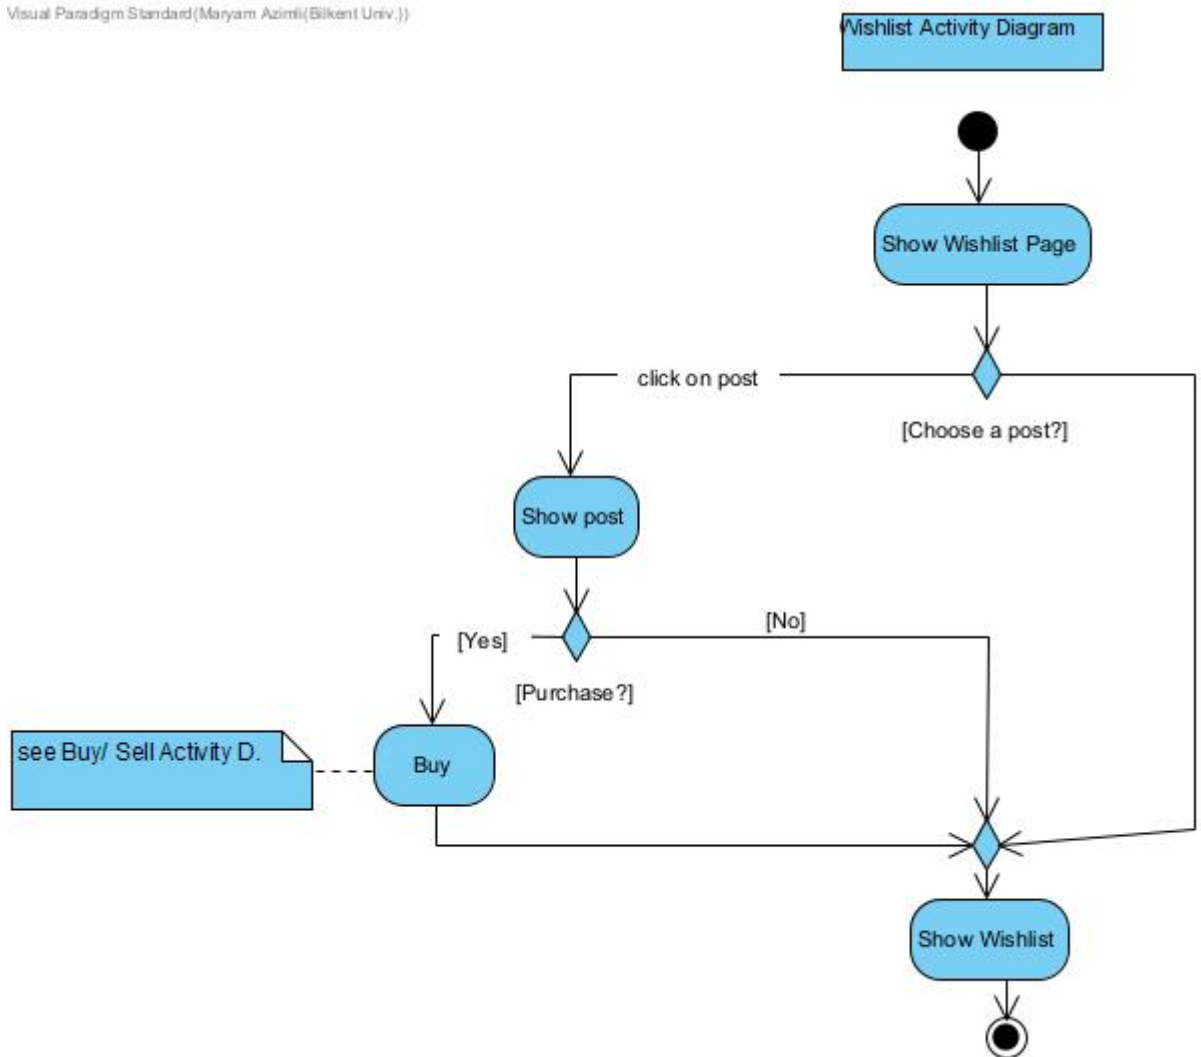 Visual Paradigm Standard(Maryam Azimli(Bilkent Univ.))
Wishlist Activity Diagram
Show Wishlist Page
click on post
[Choose a post?]
Show post
[Yes]
[No]
[Purchase?]
see Buy/ Sell Activity D.
Buy
Show Wishlist